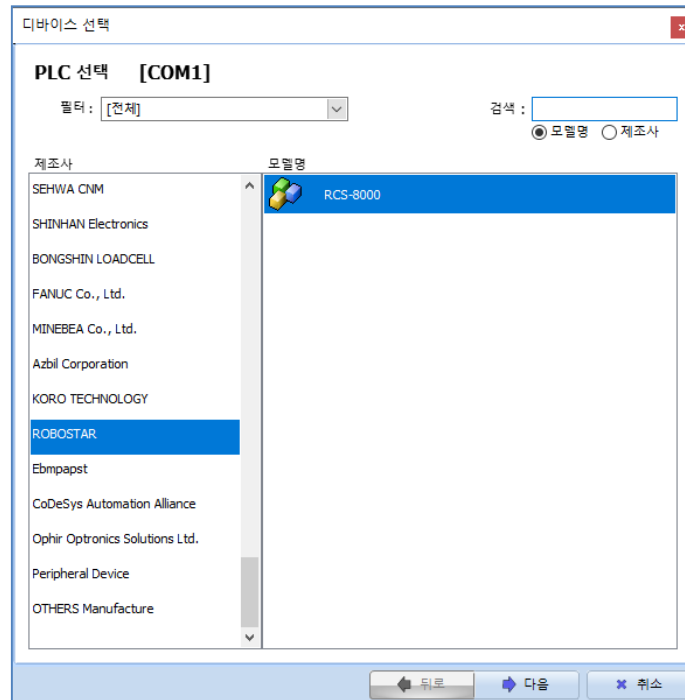 디바이스 선택
x
PLC 선택 [COM1]
필터 : [전체]
검색 :
모델명 제조사
제조사 모델명
SEHWA CNM
RCS-8000
SHINHAN Electronics
BONGSHIN LOADCELL
FANUC Co., Ltd.
MINEBEA Co., Ltd.
Azbil Corporation
KORO TECHNOLOGY
ROBOSTAR
Ebmpapst
CoDeSys Automation Alliance
Ophir Optronics Solutions Ltd.
Peripheral Device
OTHERS Manufacture
뒤로 다음 취소